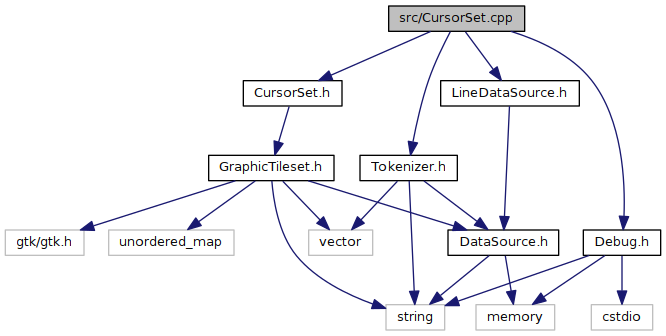 src/CursorSet.cpp
CursorSet.h
LineDataSource.h
GraphicTileset.h
Tokenizer.h
gtk/gtk.h
unordered_map
vector
DataSource.h
Debug.h
string
memory
cstdio